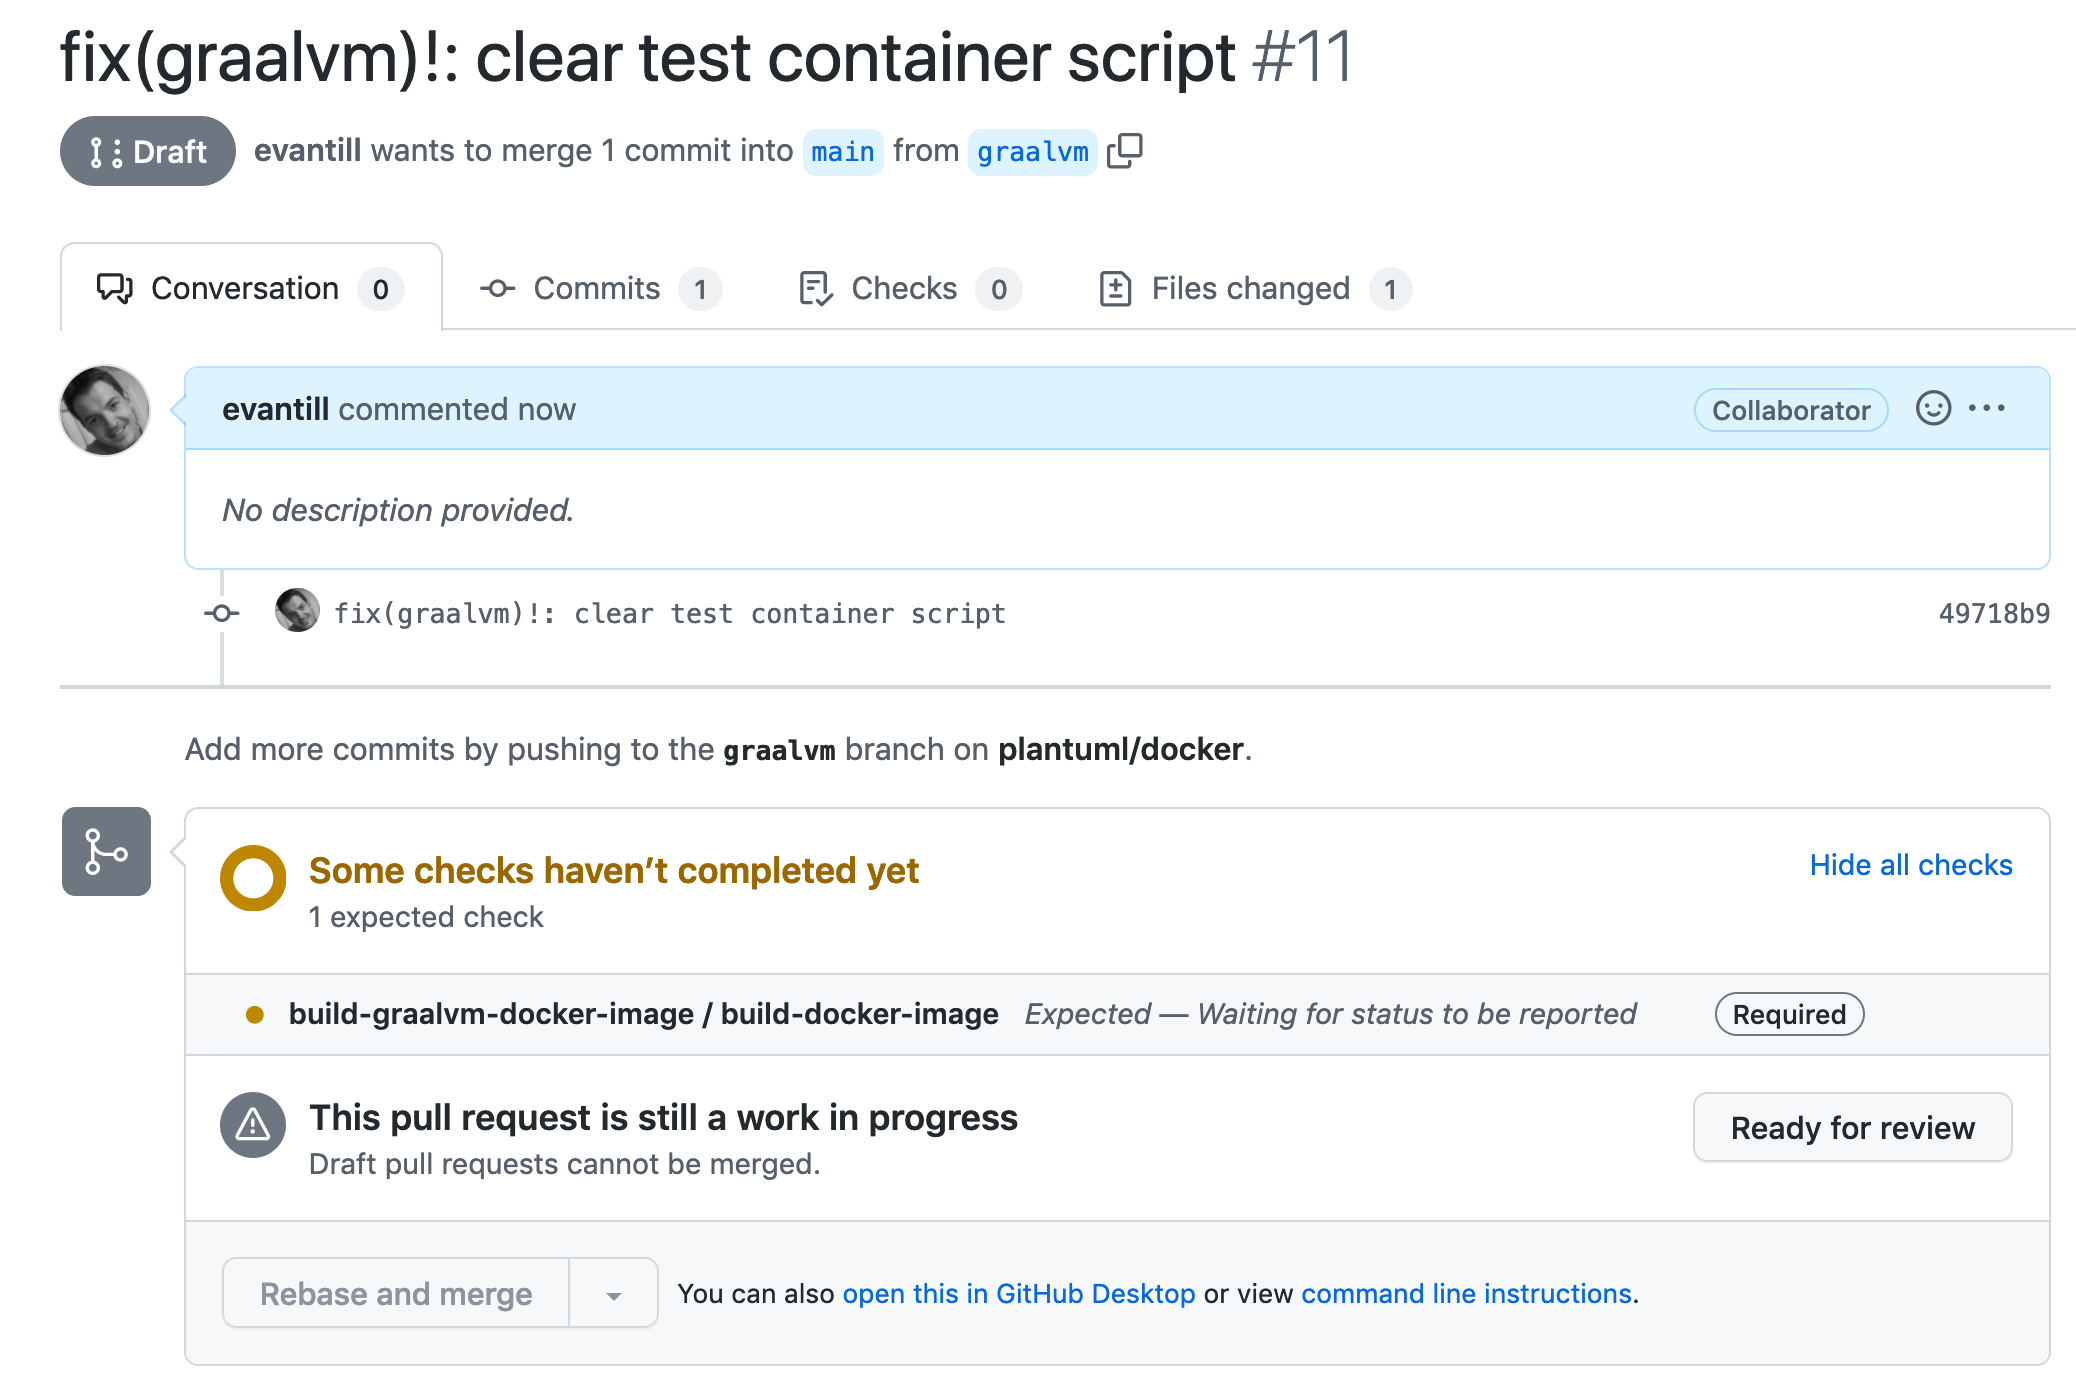 fix(graalvm)!: clear test container script #11
Draft evantill wants to merge 1 commit into main from graalvm
Conversation 0 Commits 1 Checks 0 Files changed 1
evantill commented now Collaborator
No description provided.
fix(graalvm)!: clear test container script 49718b9
Add more commits by pushing to the graalvm branch on plantuml/docker.
Some checks haven’t completed yet Hide all checks
1 expected check
build-graalvm-docker-image / build-docker-image Expected — Waiting for status to be reported Required
This pull request is still a work in progress
Draft pull requests cannot be merged.
Ready for review
Rebase and merge You can also open this in GitHub Desktop or view command line instructions.